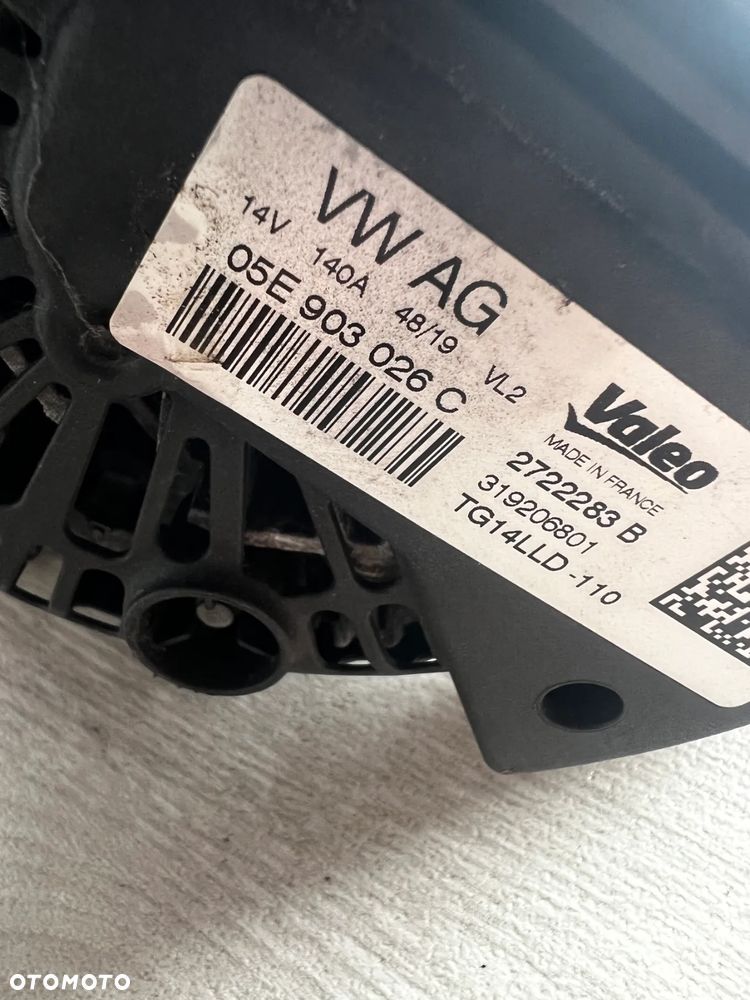 VW AG
14V 140A 48/19 VL2
05E 903 026 C
Valeo
MADE IN FRANCE
2722283 B
319206801
TG14LLD -110
OTOMOTO